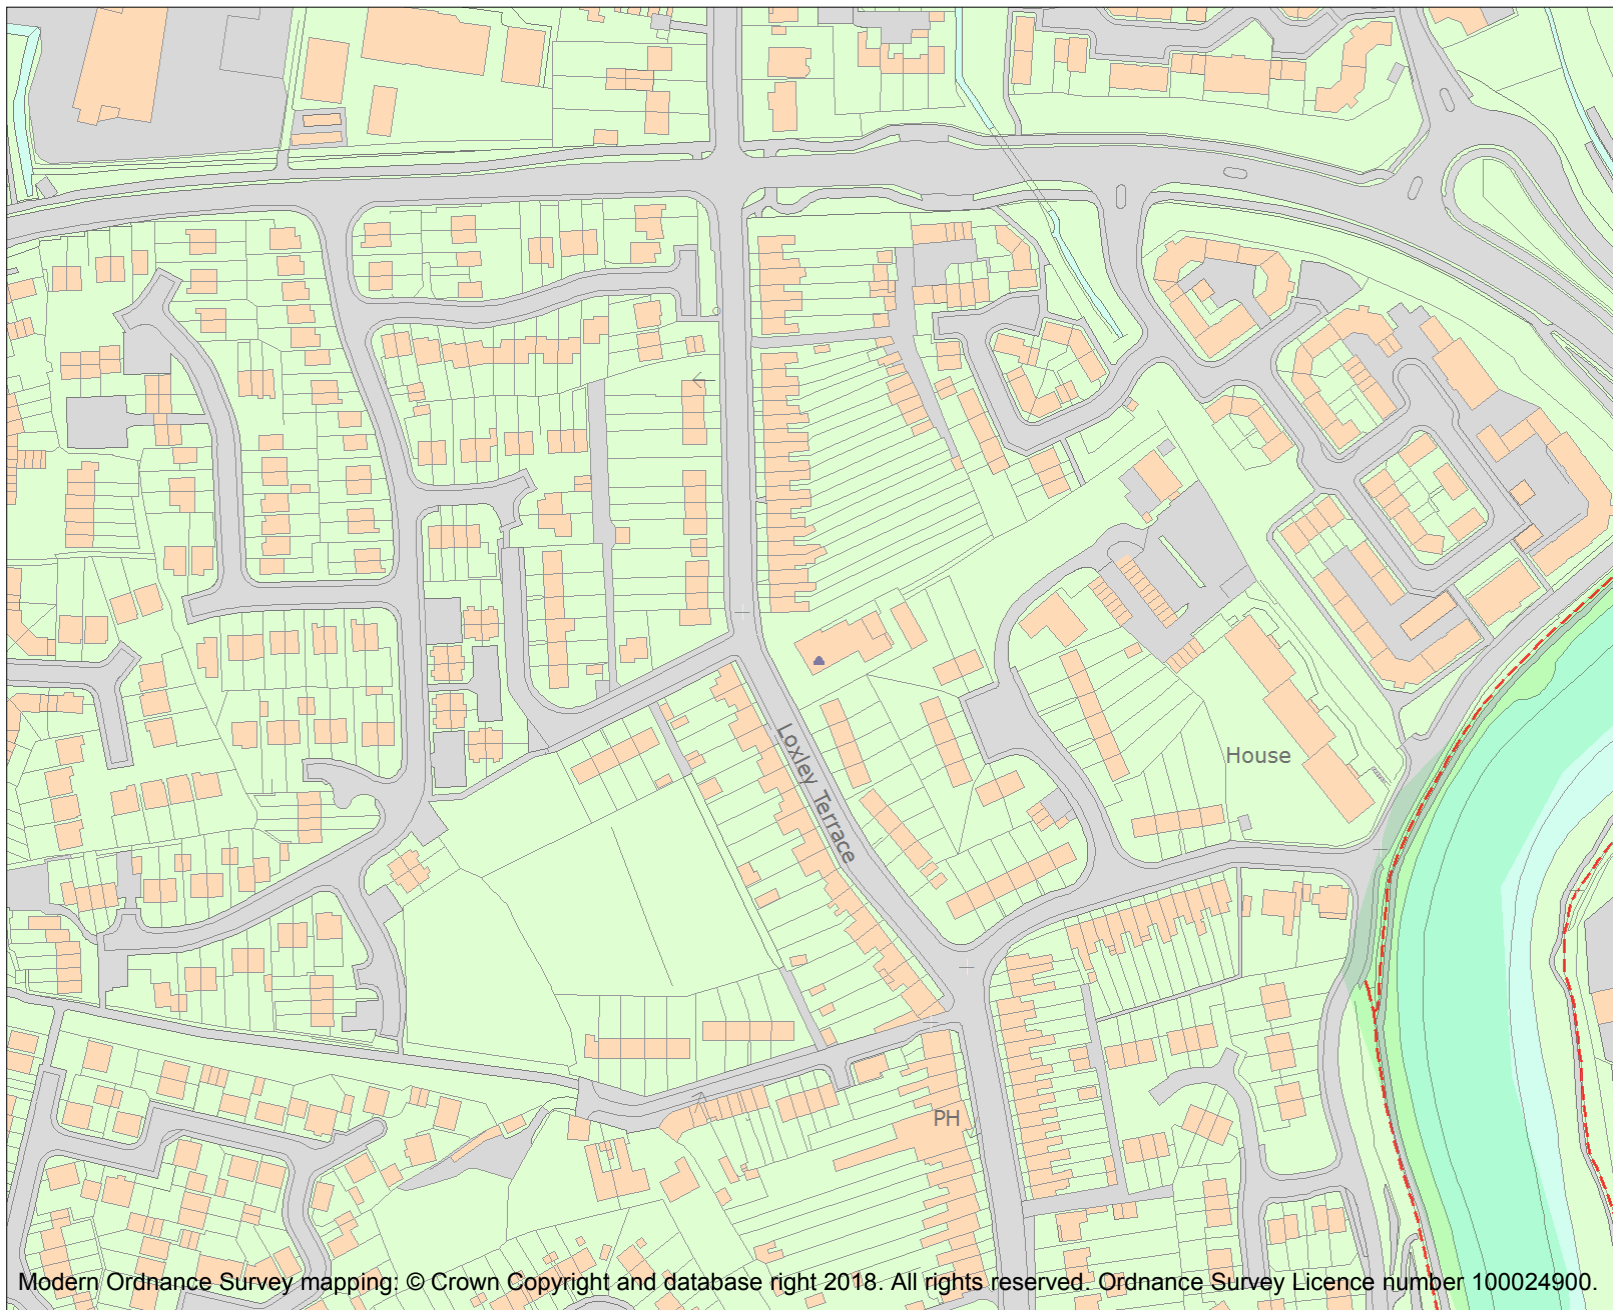 House
Loxley Terrace
PH
Modern Ordnance Survey mapping: © Crown Copyright and database right 2018. All rights reserved. Ordnance Survey Licence number 100024900.